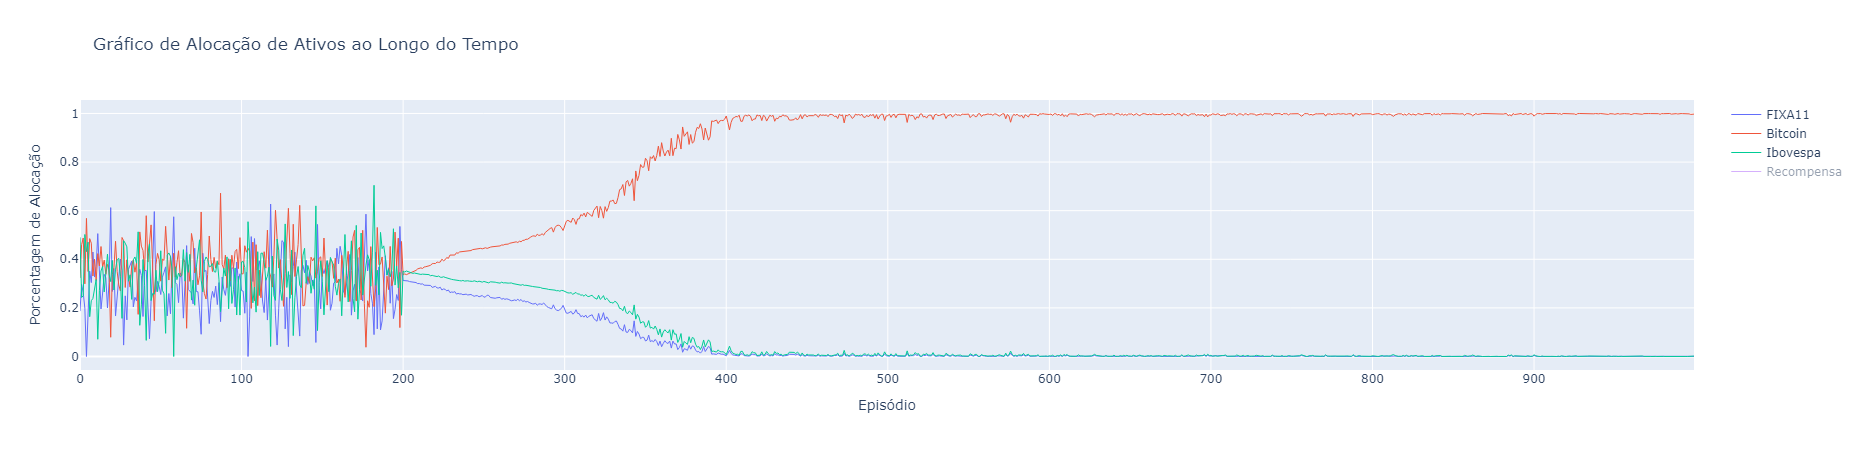 Gráfico de Alocação de Ativos ao Longo do Tempo
Porcentagem de Alocação
1
0.8
0.6
0.4
0.2
0
0 100 200 300 400 500 600 700 800 900
Episódio
FIXA11
Bitcoin
Ibovespa
Recompensa